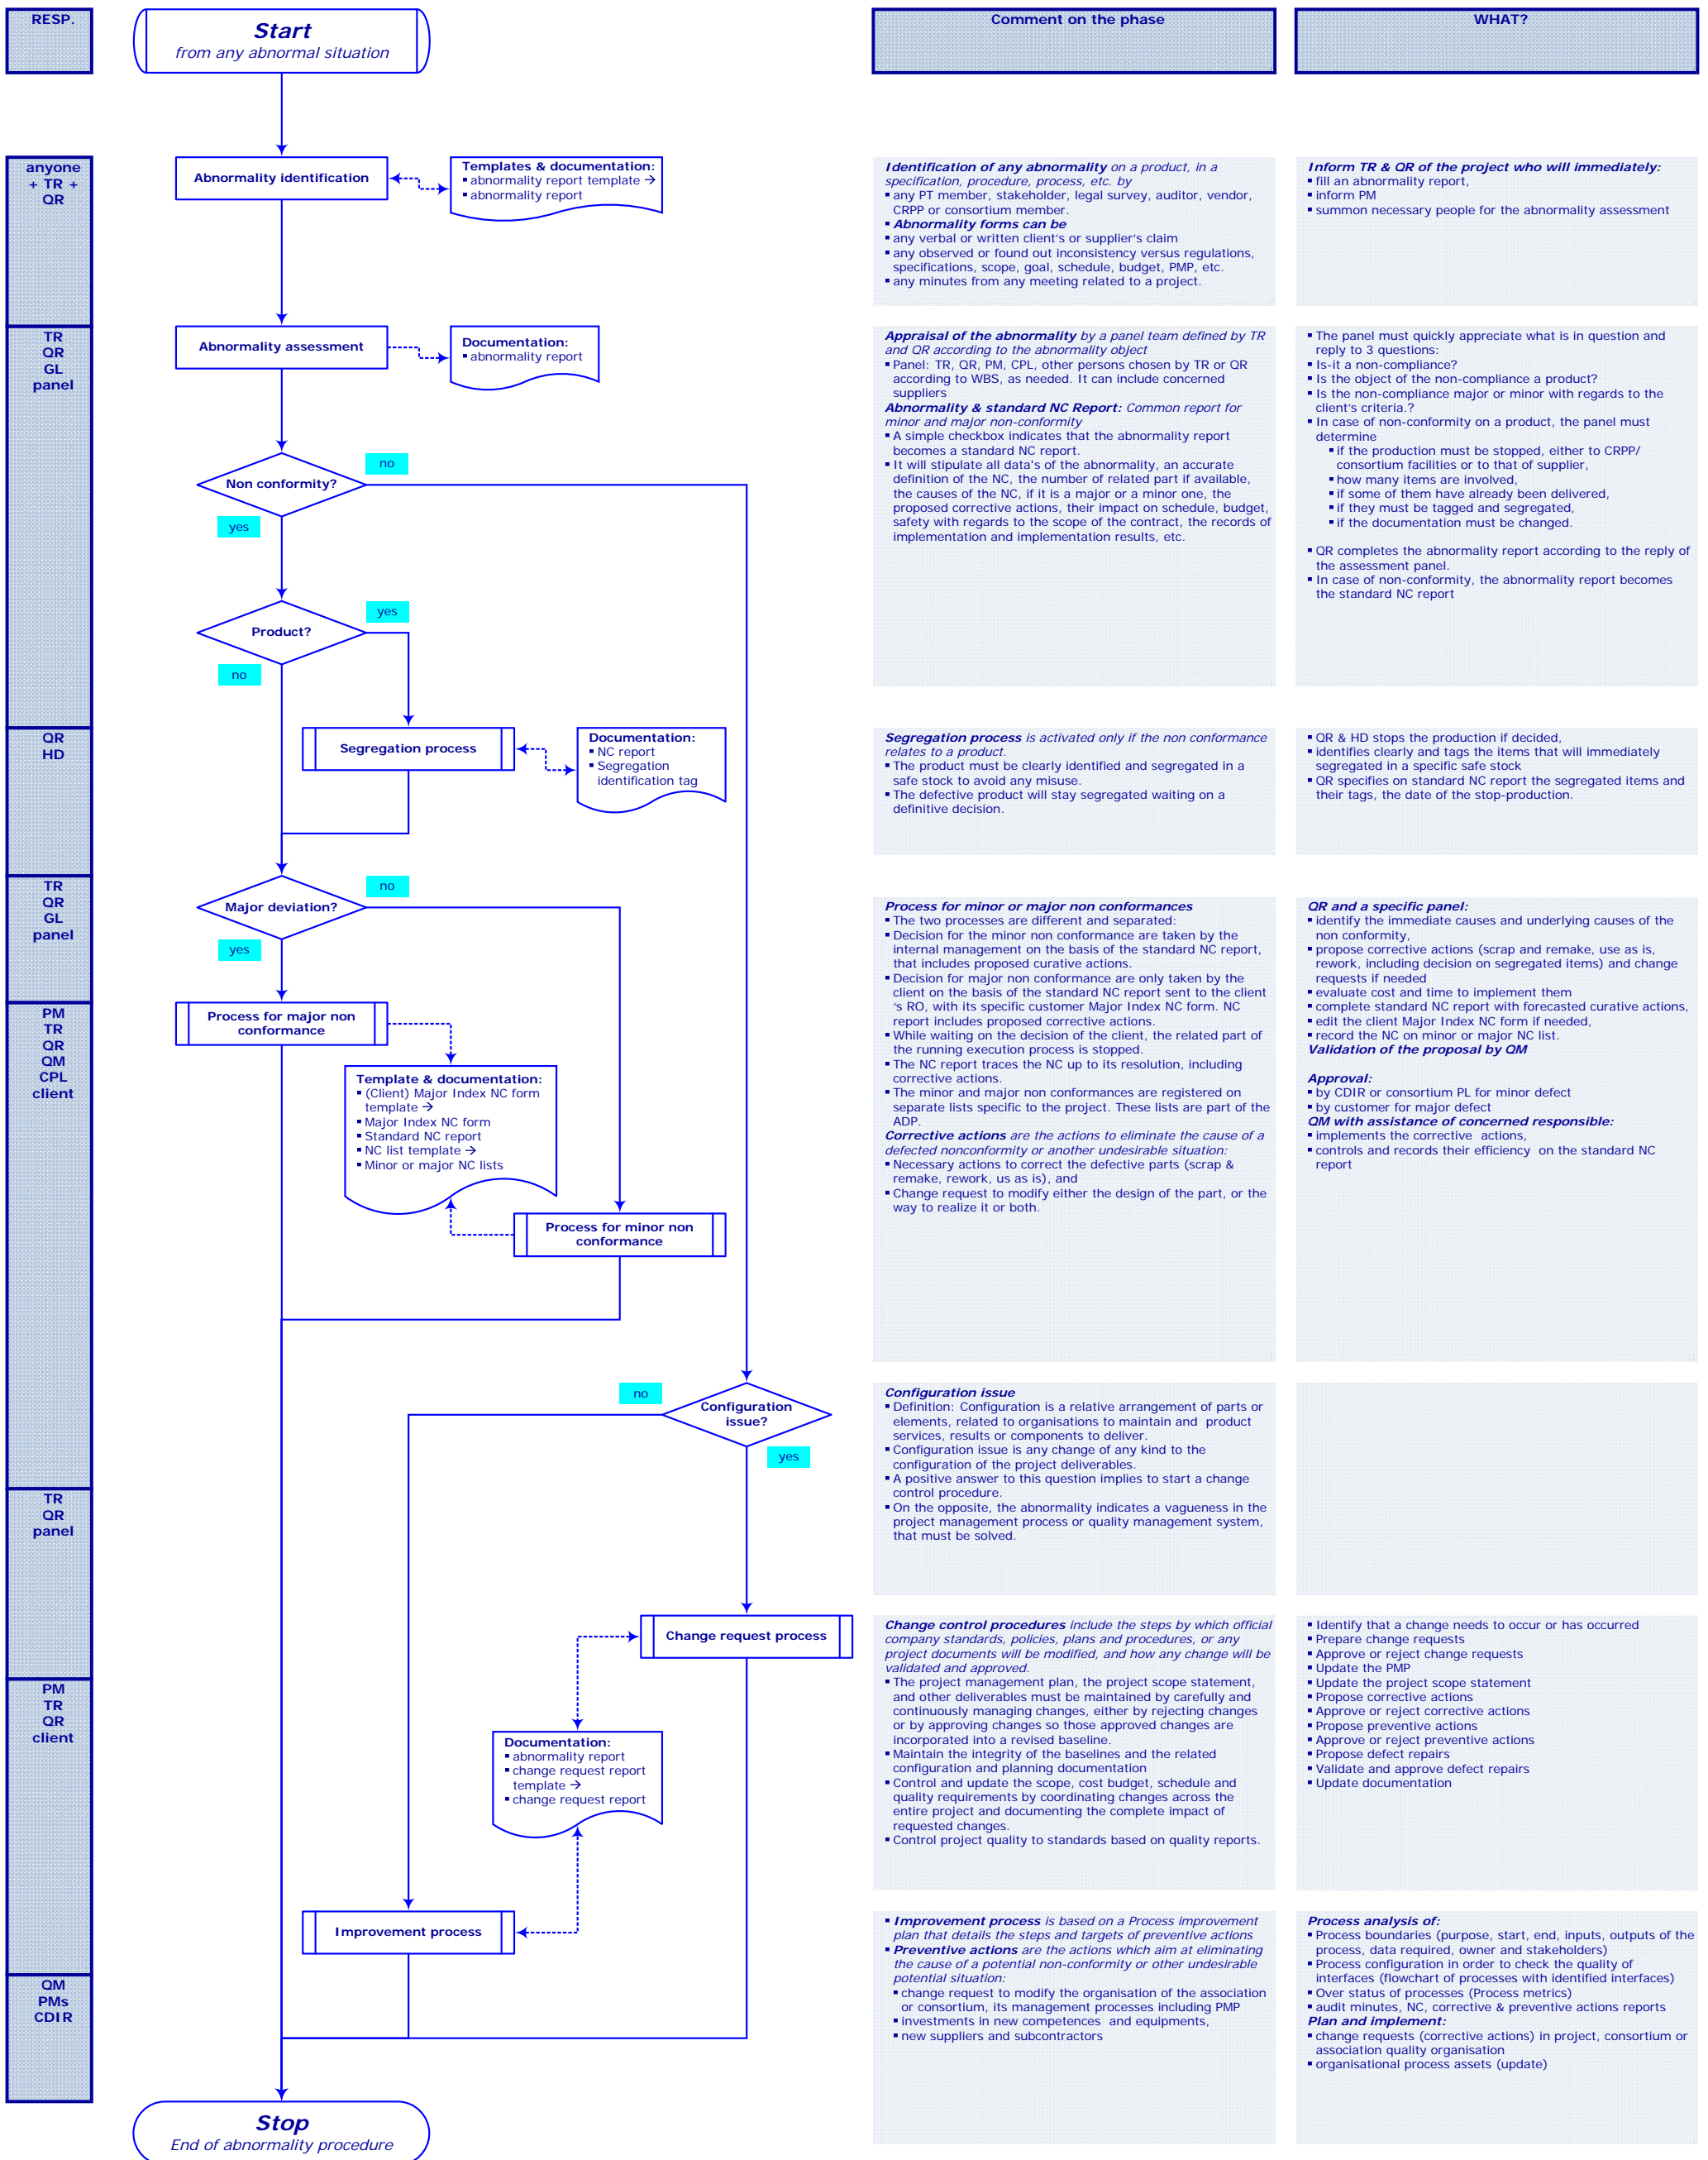 RESP.
Start
from any abnormal situation
Comment on the phase
WHAT?
anyone
+ TR +
QR
Abnormality identification
Templates & documentation:
▪ abnormality report template →
▪ abnormality report
Identification of any abnormality on a product, in a
specification, procedure, process, etc. by
▪ any PT member, stakeholder, legal survey, auditor, vendor,
CRPP or consortium member.
▪ Abnormality forms can be
▪ any verbal or written client's or supplier's claim
▪ any observed or found out inconsistency versus regulations,
specifications, scope, goal, schedule, budget, PMP, etc.
▪ any minutes from any meeting related to a project.
Inform TR & QR of the project who will immediately:
▪ fill an abnormality report,
▪ inform PM
▪ summon necessary people for the abnormality assessment
TR
QR
GL
panel
Abnormality assessment
Documentation:
▪ abnormality report
Non conformity?
no
yes
Product?
yes
no
Appraisal of the abnormality by a panel team defined by TR
and QR according to the abnormality object
▪ Panel: TR, QR, PM, CPL, other persons chosen by TR or QR
according to WBS, as needed. It can include concerned
suppliers
Abnormality & standard NC Report: Common report for
minor and major non-conformity
▪ A simple checkbox indicates that the abnormality report
becomes a standard NC report.
▪ It will stipulate all data's of the abnormality, an accurate
definition of the NC, the number of related part if available,
the causes of the NC, if it is a major or a minor one, the
proposed corrective actions, their impact on schedule, budget,
safety with regards to the scope of the contract, the records of
implementation and implementation results, etc.
▪ The panel must quickly appreciate what is in question and
reply to 3 questions:
▪ Is-it a non-compliance?
▪ Is the object of the non-compliance a product?
▪ Is the non-compliance major or minor with regards to the
client's criteria.?
▪ In case of non-conformity on a product, the panel must
determine
▪ if the production must be stopped, either to CRPP/
consortium facilities or to that of supplier,
▪ how many items are involved,
▪ if some of them have already been delivered,
▪ if they must be tagged and segregated,
▪ if the documentation must be changed.
▪ QR completes the abnormality report according to the reply of
the assessment panel.
▪ In case of non-conformity, the abnormality report becomes
the standard NC report
QR
HD
Segregation process
Documentation:
▪ NC report
▪ Segregation
identification tag
Segregation process is activated only if the non conformance
relates to a product.
▪ The product must be clearly identified and segregated in a
safe stock to avoid any misuse.
▪ The defective product will stay segregated waiting on a
definitive decision.
▪ QR & HD stops the production if decided,
▪ identifies clearly and tags the items that will immediately
segregated in a specific safe stock
▪ QR specifies on standard NC report the segregated items and
their tags, the date of the stop-production.
TR
QR
GL
panel
Major deviation?
no
yes
PM
TR
QR
QM
CPL
client
Process for major non
conformance
Template & documentation:
▪ (Client) Major Index NC form
template →
▪ Major Index NC form
▪ Standard NC report
▪ NC list template →
▪ Minor or major NC lists
Process for minor non
conformance
Process for minor or major non conformances
▪ The two processes are different and separated:
▪ Decision for the minor non conformance are taken by the
internal management on the basis of the standard NC report,
that includes proposed curative actions.
▪ Decision for major non conformance are only taken by the
client on the basis of the standard NC report sent to the client
's RO, with its specific customer Major Index NC form. NC
report includes proposed corrective actions.
▪ While waiting on the decision of the client, the related part of
the running execution process is stopped.
▪ The NC report traces the NC up to its resolution, including
corrective actions.
▪ The minor and major non conformances are registered on
separate lists specific to the project. These lists are part of the
ADP.
Corrective actions are the actions to eliminate the cause of a
defected nonconformity or another undesirable situation:
▪ Necessary actions to correct the defective parts (scrap &
remake, rework, us as is), and
▪ Change request to modify either the design of the part, or the
way to realize it or both.
QR and a specific panel:
▪ identify the immediate causes and underlying causes of the
non conformity,
▪ propose corrective actions (scrap and remake, use as is,
rework, including decision on segregated items) and change
requests if needed
▪ evaluate cost and time to implement them
▪ complete standard NC report with forecasted curative actions,
▪ edit the client Major Index NC form if needed,
▪ record the NC on minor or major NC list.
Validation of the proposal by QM
Approval:
▪ by CDIR or consortium PL for minor defect
▪ by customer for major defect
QM with assistance of concerned responsible:
▪ implements the corrective actions,
▪ controls and records their efficiency on the standard NC
report
no
Configuration
issue?
yes
Configuration issue
▪ Definition: Configuration is a relative arrangement of parts or
elements, related to organisations to maintain and product
services, results or components to deliver.
▪ Configuration issue is any change of any kind to the
configuration of the project deliverables.
▪ A positive answer to this question implies to start a change
control procedure.
▪ On the opposite, the abnormality indicates a vagueness in the
project management process or quality management system,
that must be solved.
TR
QR
panel
Change request process
PM
TR
QR
client
Documentation:
▪ abnormality report
▪ change request report
template →
▪ change request report
Change control procedures include the steps by which official
company standards, policies, plans and procedures, or any
project documents will be modified, and how any change will be
validated and approved.
▪ The project management plan, the project scope statement,
and other deliverables must be maintained by carefully and
continuously managing changes, either by rejecting changes
or by approving changes so those approved changes are
incorporated into a revised baseline.
▪ Maintain the integrity of the baselines and the related
configuration and planning documentation
▪ Control and update the scope, cost budget, schedule and
quality requirements by coordinating changes across the
entire project and documenting the complete impact of
requested changes.
▪ Control project quality to standards based on quality reports.
▪ Identify that a change needs to occur or has occurred
▪ Prepare change requests
▪ Approve or reject change requests
▪ Update the PMP
▪ Update the project scope statement
▪ Propose corrective actions
▪ Approve or reject corrective actions
▪ Propose preventive actions
▪ Approve or reject preventive actions
▪ Propose defect repairs
▪ Validate and approve defect repairs
▪ Update documentation
Improvement process
QM
PMs
CDIR
▪ Improvement process is based on a Process improvement
plan that details the steps and targets of preventive actions
▪ Preventive actions are the actions which aim at eliminating
the cause of a potential non-conformity or other undesirable
potential situation:
▪ change request to modify the organisation of the association
or consortium, its management processes including PMP
▪ investments in new competences and equipments,
▪ new suppliers and subcontractors
Process analysis of:
▪ Process boundaries (purpose, start, end, inputs, outputs of the
process, data required, owner and stakeholders)
▪ Process configuration in order to check the quality of
interfaces (flowchart of processes with identified interfaces)
▪ Over status of processes (Process metrics)
▪ audit minutes, NC, corrective & preventive actions reports
Plan and implement:
▪ change requests (corrective actions) in project, consortium or
association quality organisation
▪ organisational process assets (update)
Stop
End of abnormality procedure